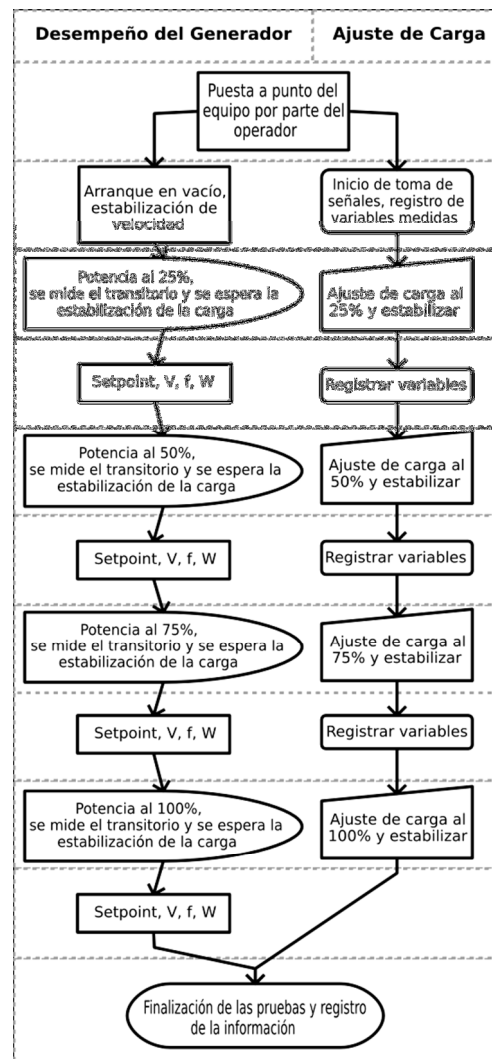 Desempeño del Generador
Ajuste de Carga
Puesta a punto del
equipo por parte del
operador
Arranque en vacío,
estabilización de
velocidad
Inicio de toma de
señales, registro de
variables medidas
Potencia al 25%,
se mide el transitorio y se espera la
estabilización de la carga
Ajuste de carga al
25% y estabilizar
Setpoint, V, f, W
Registrar variables
Potencia al 50%,
se mide el transitorio y se espera la
estabilización de la carga
Ajuste de carga al
50% y estabilizar
Setpoint, V, f, W
Registrar variables
Potencia al 75%,
se mide el transitorio y se espera la
estabilización de la carga
Ajuste de carga al
75% y estabilizar
Setpoint, V, f, W
Registrar variables
Potencia al 100%,
se mide el transitorio y se espera la
estabilización de la carga
Ajuste de carga al
100% y estabilizar
Setpoint, V, f, W
Finalización de las pruebas y registro
de la información